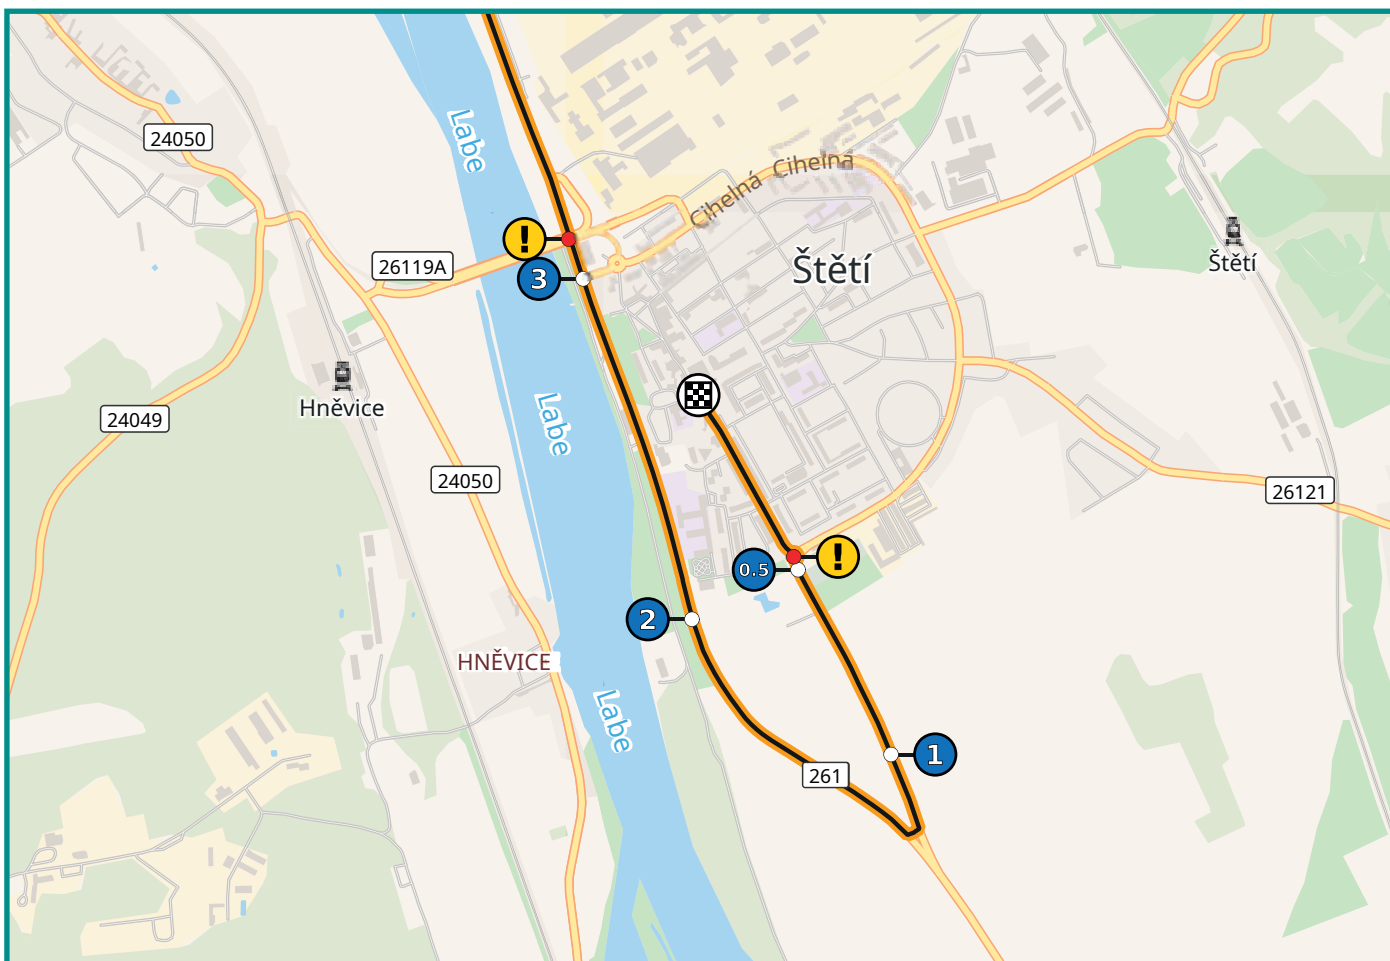 24050
Labe
Cihelná
Cihelná
!
26119A
3
Štětí
Štětí
Hněvice
24049
Labe
24050
26121
!
0.5
2
HNĚVICE
Labe
1
261